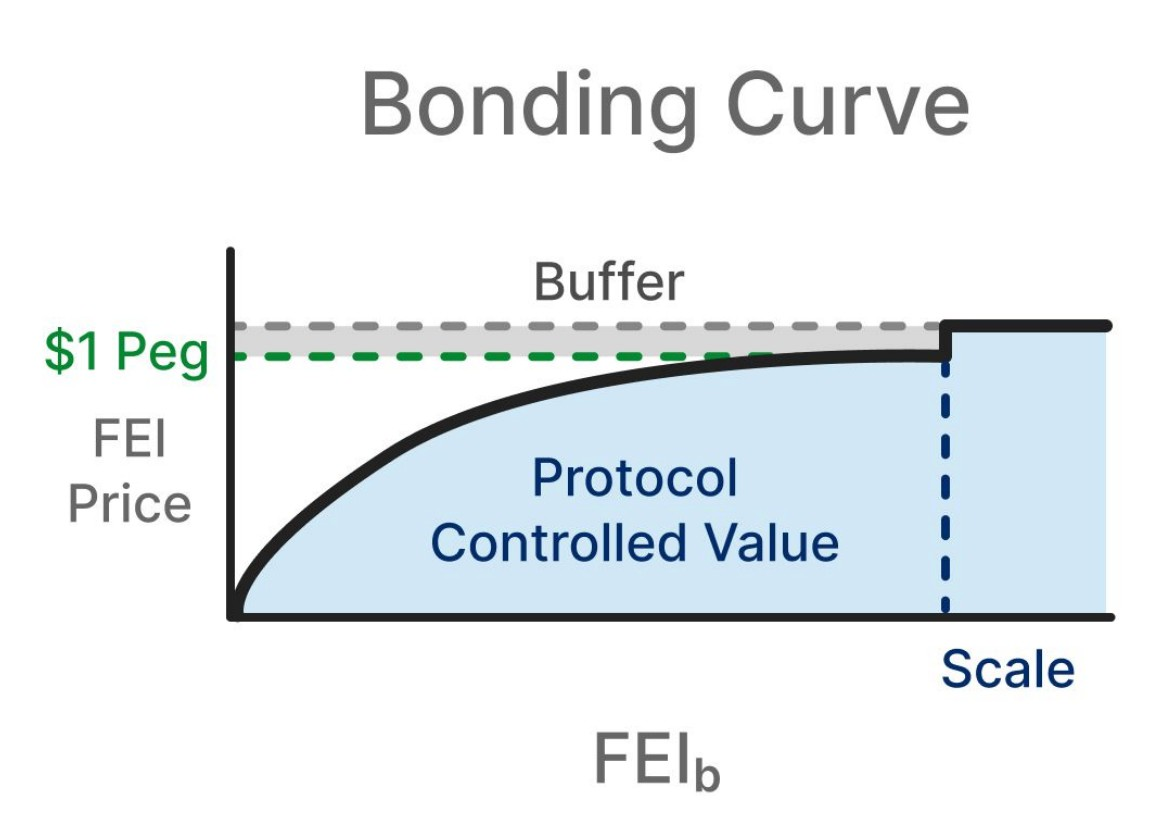 Bonding Curve
Buffer
$1 Peg
FEI
Price
Protocol
Controlled Value
Scale
FEIb